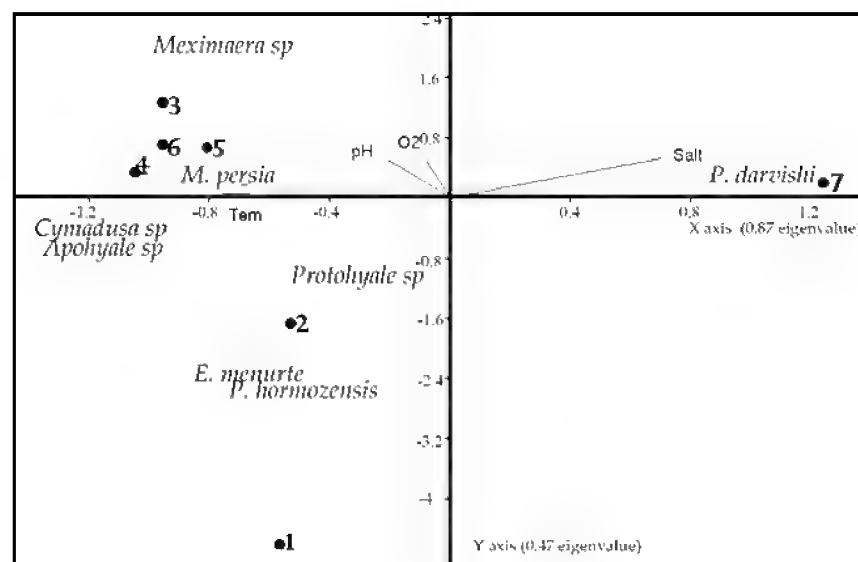 2.4
Meximaera sp
3
1.6
6 5 O2 0.8
4 pH Salt
M. persia P. darvishi 7
-1.2 -0.8 Tem -0.4 0.4 0.8 1.2
Cymadusa sp X axis (0.87 eigenvalue)
Apohyale sp
-0.8
Protohyale sp
2 -1.6
E. menurte
P. hormozensis -2.4
-3.2
-4
1 Y axis (0.47 eigenvalue)